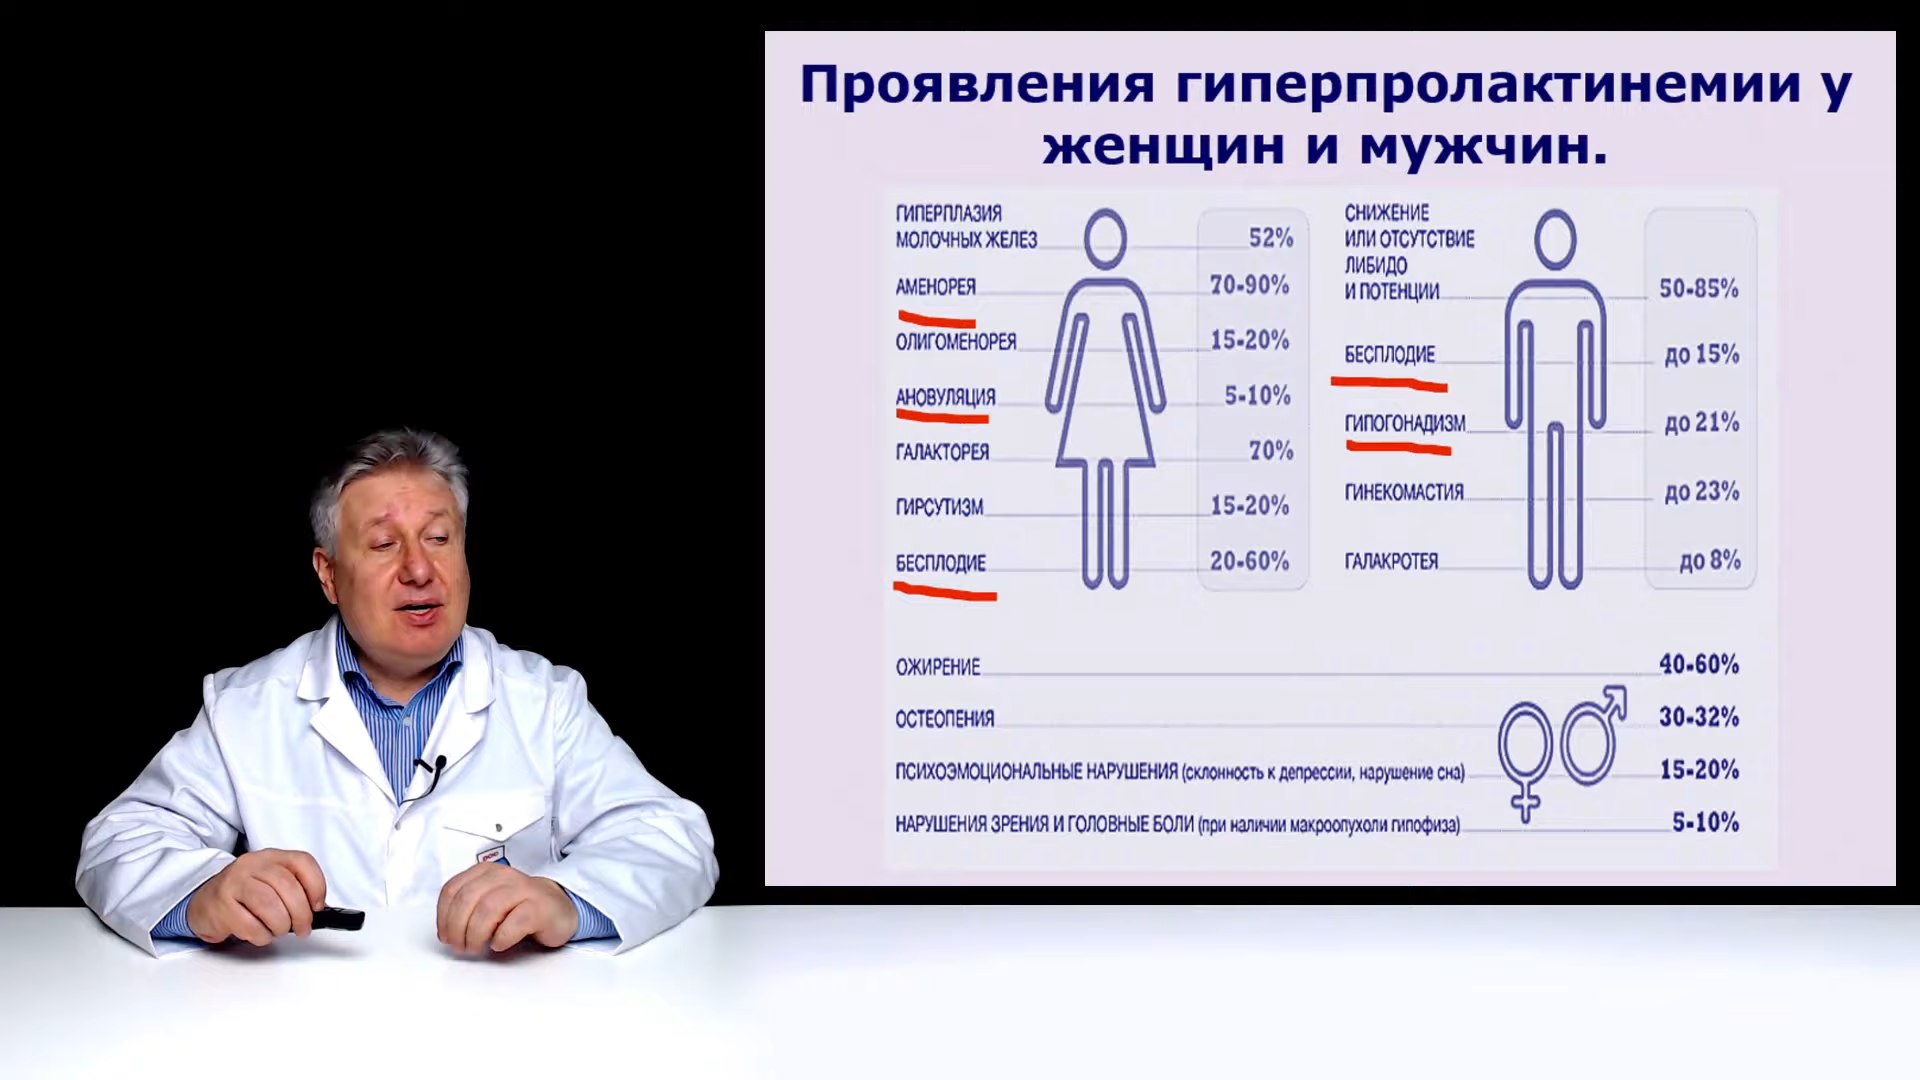 Проявления гиперпролактинемии у
женщин и мужчин.
ГИПЕРПЛАЗИЯ
МОЛОЧНЫХ ЖЕЛЕЗ 52%
АМЕНОРЕЯ 70-90%
ОЛИГОМЕНОРЕЯ 15-20%
АНОВУЛЯЦИЯ 5-10%
ГАЛАКТОРЕЯ 70%
ГИРСУТИЗМ 15-20%
БЕСПЛОДИЕ 20-60%
СНИЖЕНИЕ
ИЛИ ОТСУТСТВИЕ
ЛИБИДО
И ПОТЕНЦИИ 50-85%
БЕСПЛОДИЕ до 15%
ГИПОГОНАДИЗМ до 21%
ГИНЕКОМАСТИЯ до 23%
ГАЛАКРОТЕЯ до 8%
ОЖИРЕНИЕ 40-60%
ОСТЕОПЕНИЯ 30-32%
ПСИХОЭМОЦИОНАЛЬНЫЕ НАРУШЕНИЯ (склонность к депрессии, нарушение сна) 15-20%
НАРУШЕНИЯ ЗРЕНИЯ И ГОЛОВНЫЕ БОЛИ (при наличии макроопухоли гипофиза) 5-10%